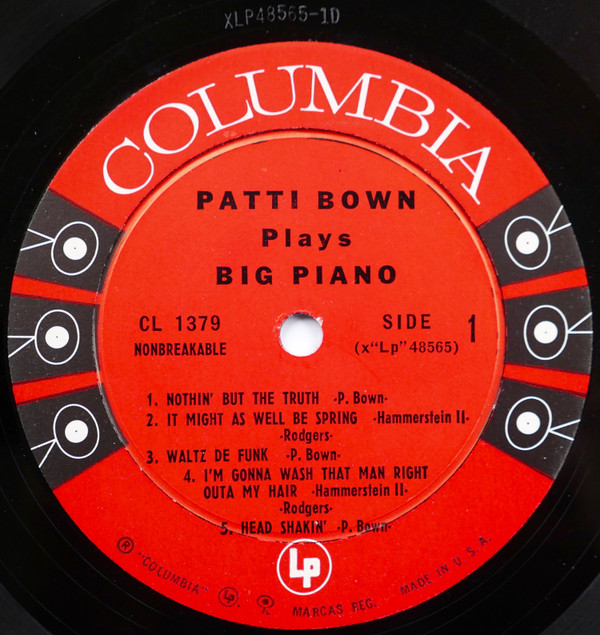 XLP48565-1D
COLUMBIA
PATTI BOWN
Plays
BIG PIANO
CL 1379
NONBREAKABLE
SIDE 1
(x"Lp" 48565)
1. NOTHIN' BUT THE TRUTH -P. Bown-
2. IT MIGHT AS WELL BE SPRING -Hammerstein II-
-Rodgers-
3. WALTZ DE FUNK -P. Bown-
4. I'M GONNA WASH THAT MAN RIGHT
OUTA MY HAIR -Hammerstein II-
-Rodgers-
5. HEAD SHAKIN' -P. Bown-
Lp
® "COLUMBIA" Lp, MARCAS REG. MADE IN U.S.A.